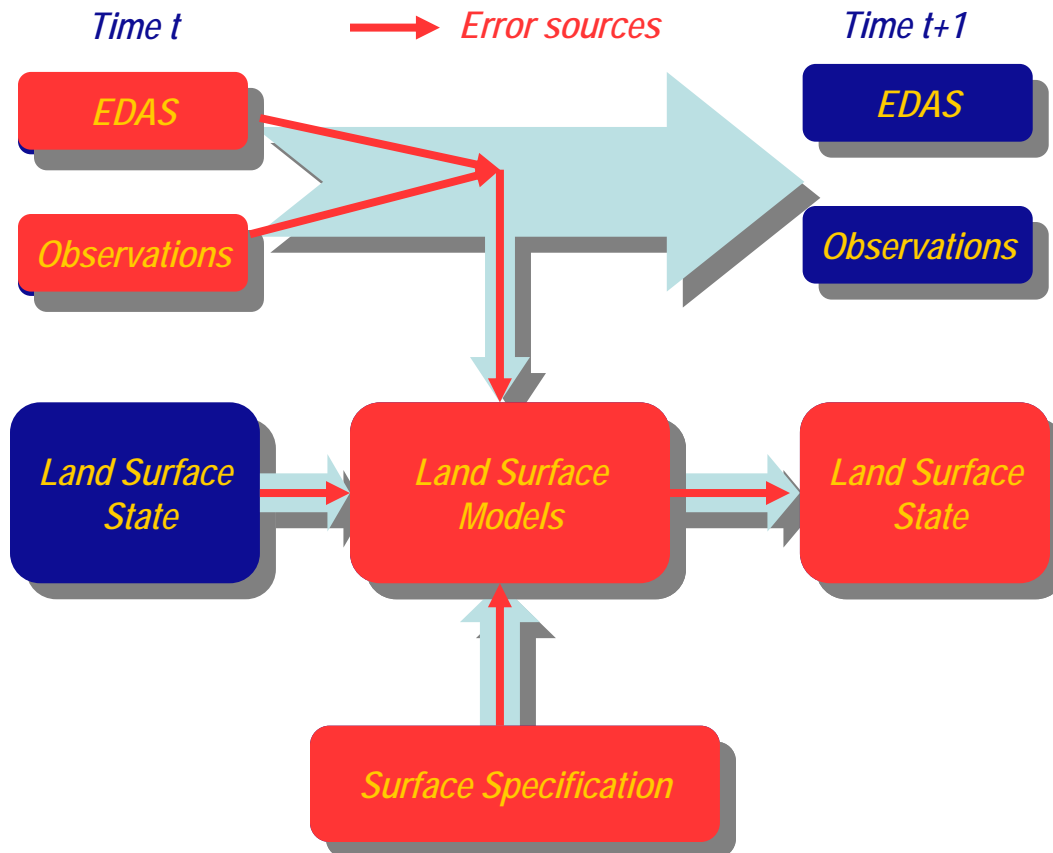 Time t
Error sources
Time t+1
EDAS
EDAS
Observations
Observations
Land Surface
State
Land Surface
Models
Land Surface
State
Surface Specification